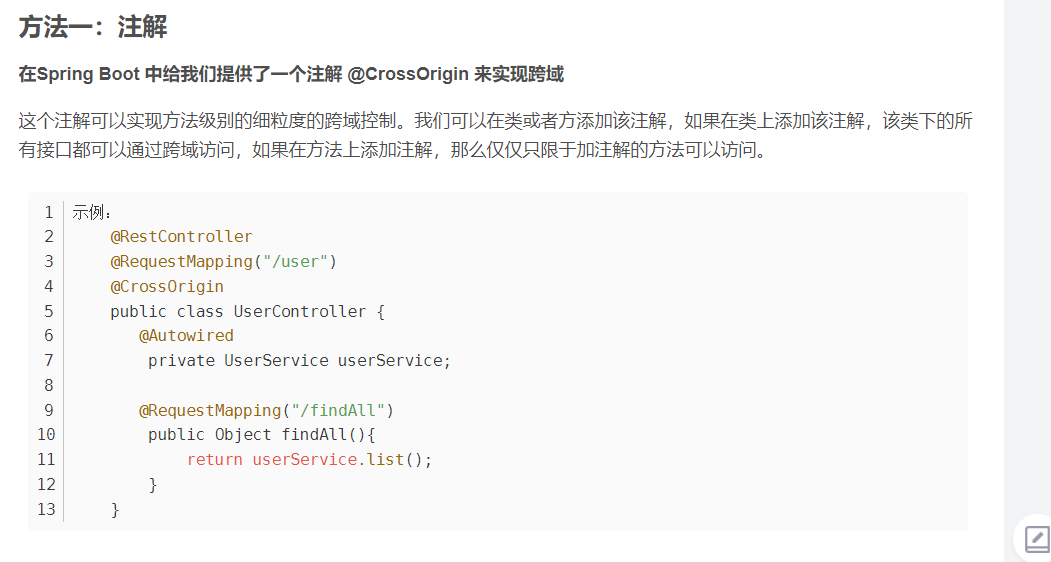 方法一：注解
在Spring Boot 中给我们提供了一个注解 @CrossOrigin 来实现跨域
这个注解可以实现方法级别的细粒度的跨域控制。我们可以在类或者方添加该注解，如果在类上添加该注解，该类下的所
有接口都可以通过跨域访问，如果在方法上添加注解，那么仅仅只限于加注解的方法可以访问。
1 示例：
2     @RestController
3     @RequestMapping("/user")
4     @CrossOrigin
5     public class UserController {
6        @Autowired
7         private UserService userService;
8
9        @RequestMapping("/findAll")
10         public Object findAll(){
11             return userService.list();
12         }
13     }